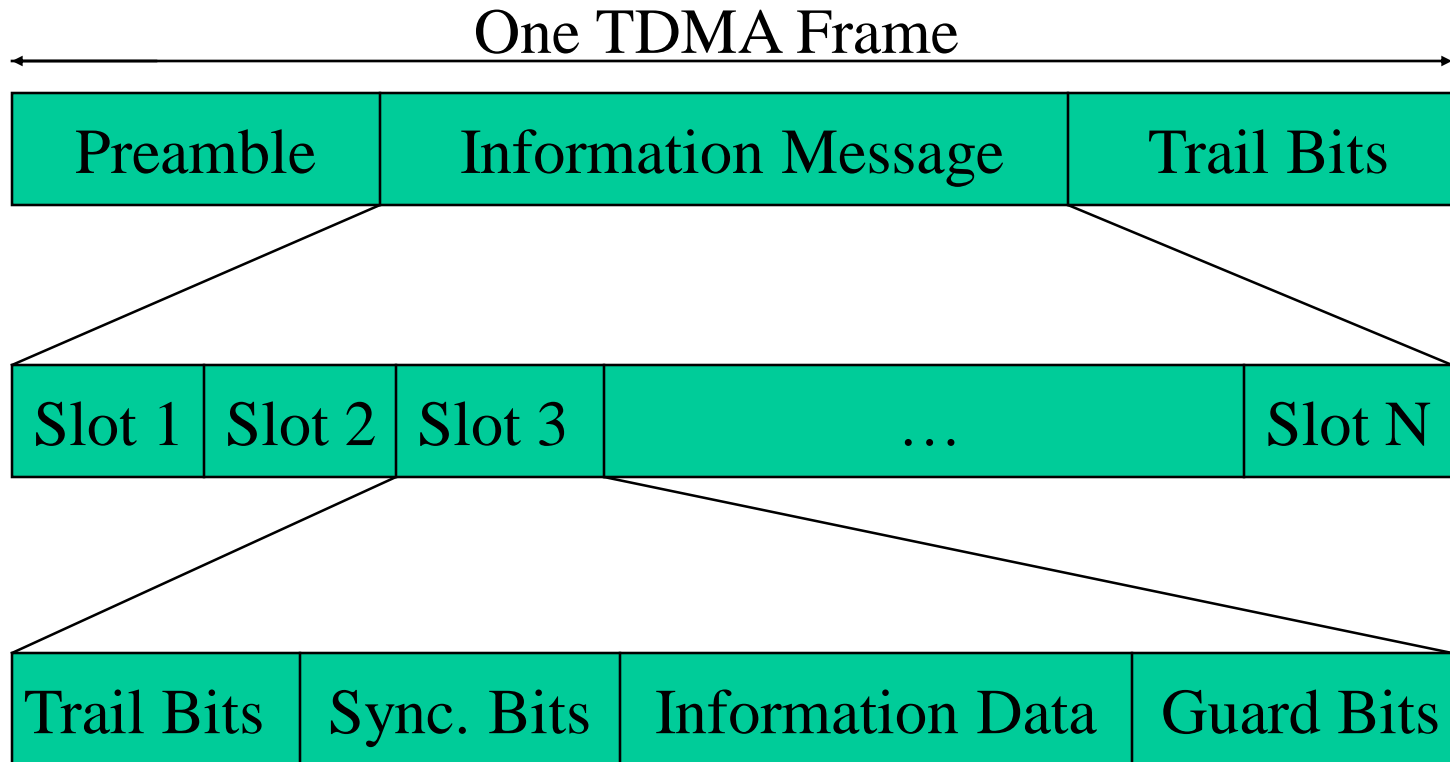 One TDMA Frame
Preamble Information Message Trail Bits
Slot 1 Slot 2 Slot 3 … Slot N
Trail Bits Sync. Bits Information Data Guard Bits